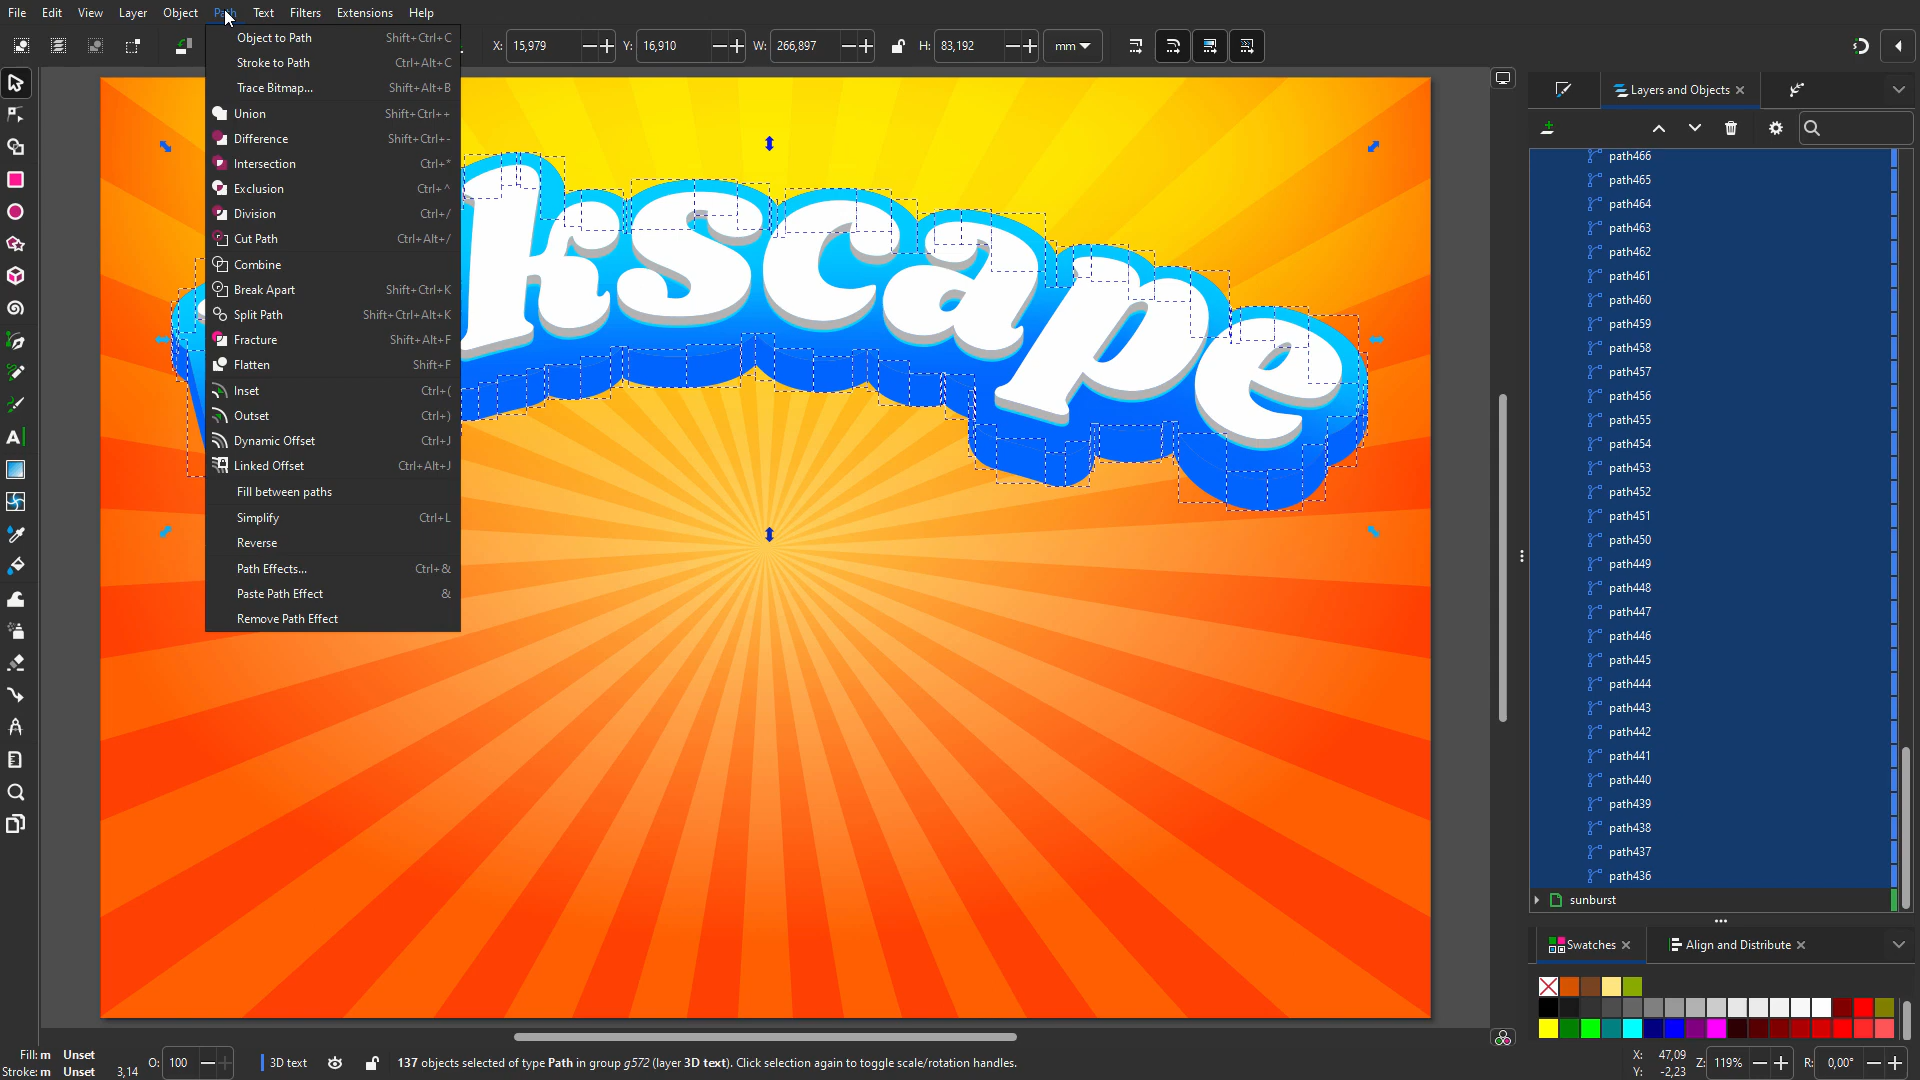 File Edit View Layer Object Path Text Filters Extensions Help
X: 15,979 Y: 16,910 W: 266,897 H: 83,192 mm
Object to Path Shift+Ctrl+C
Stroke to Path Ctrl+Alt+C
Trace Bitmap... Shift+Alt+B
Union Shift+Ctrl++
Difference Shift+Ctrl+-
Intersection Ctrl+*
Exclusion Ctrl+^
Division Ctrl+/
Cut Path Ctrl+Alt+/
Combine
Break Apart Shift+Ctrl+K
Split Path Shift+Ctrl+Alt+K
Fracture Shift+Alt+F
Flatten Shift+F
Inset Ctrl+(
Outset Ctrl+)
Dynamic Offset Ctrl+J
Linked Offset Ctrl+Alt+J
Fill between paths
Simplify Ctrl+L
Reverse
Path Effects... Ctrl+&
Paste Path Effect &
Remove Path Effect
kscape
Layers and Objects
path466
path465
path464
path463
path462
path461
path460
path459
path458
path457
path456
path455
path454
path453
path452
path451
path450
path449
path448
path447
path446
path445
path444
path443
path442
path441
path440
path439
path438
path437
path436
sunburst
Swatches Align and Distribute
Fill: m Unset
Stroke: m Unset 3,14
O: 100
3D text
137 objects selected of type Path in group g572 (layer 3D text). Click selection again to toggle scale/rotation handles.
X: 47,09
Y: -2,23
Z: 119% R: 0,00°